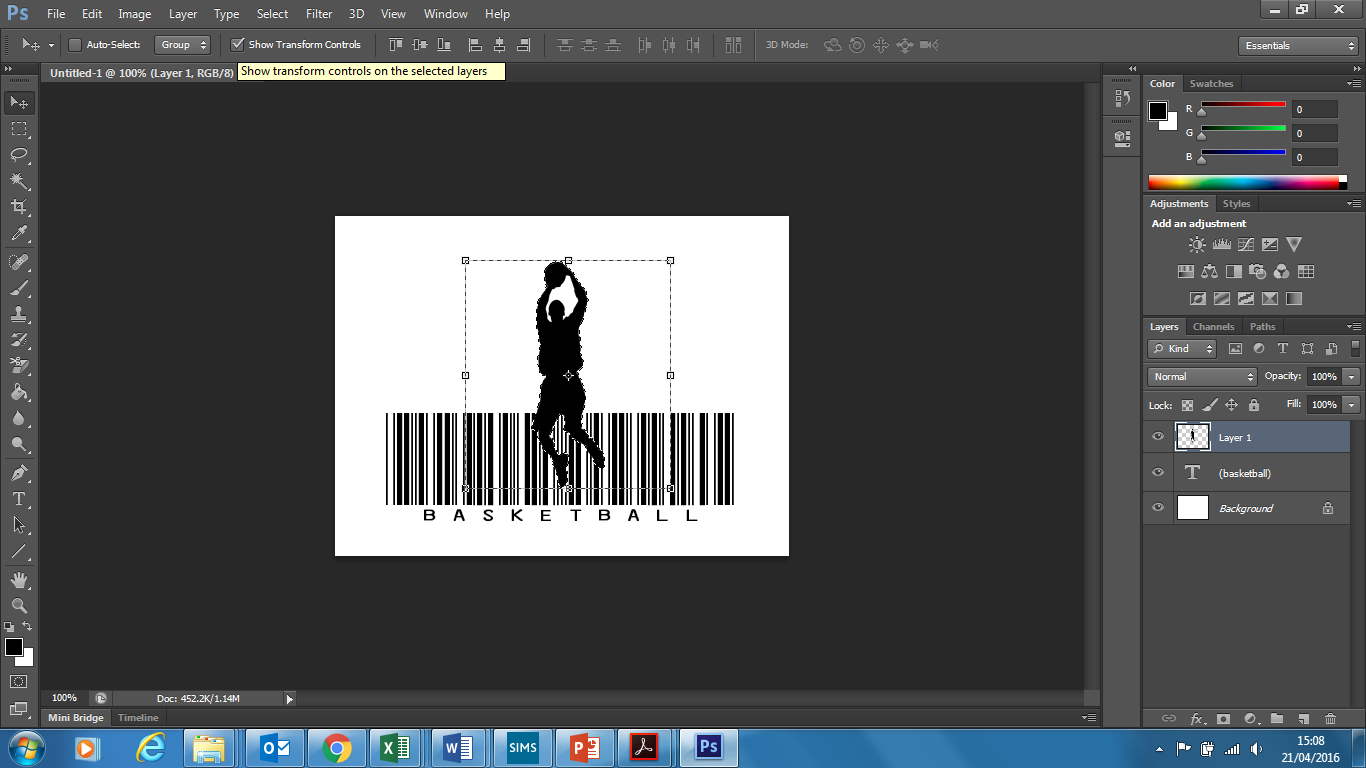 Ps File Edit Image Layer Type Select Filter 3D View Window Help
Auto-Select: Group Show Transform Controls 3D Mode: Essentials
Untitled-1 @ 100% (Layer 1, RGB/8)
Show transform controls on the selected layers
Color Swatches
R 0
G 0
B 0
Adjustments Styles
Add an adjustment
Layers Channels Paths
Kind
Normal Opacity: 100%
Lock: Fill: 100%
Layer 1
(basketball)
Background
BASKETBALL
100% Doc: 452.2K/1.14M
Mini Bridge Timeline
SIMS
Ps
15:08
21/04/2016